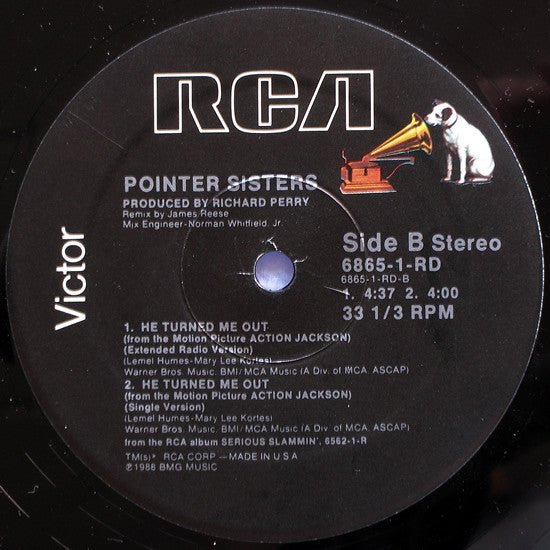 RCA
Victor
POINTER SISTERS
PRODUCED BY RICHARD PERRY
Remix by James Reese
Mix Engineer-Norman Whitfield, Jr.
Side B Stereo
6865-1-RD
6865-1-RD-B
1. 4:37 2. 4:00
33 1/3 RPM
1. HE TURNED ME OUT
(from the Motion Picture ACTION JACKSON)
(Extended Radio Version)
(Lemel Humes-Mary Lee Kortes)
Warner Bros. Music, BMI/MCA Music (A Div. of MCA, ASCAP)
2. HE TURNED ME OUT
(from the Motion Picture ACTION JACKSON)
(Single Version)
(Lemel Humes-Mary Lee Kortes)
Warner Bros. Music, BMI/MCA Music (A Div. of MCA, ASCAP)
from the RCA album SERIOUS SLAMMIN', 6562-1-R
TM(s)® RCA CORP —MADE IN U S A
℗1988 BMG MUSIC